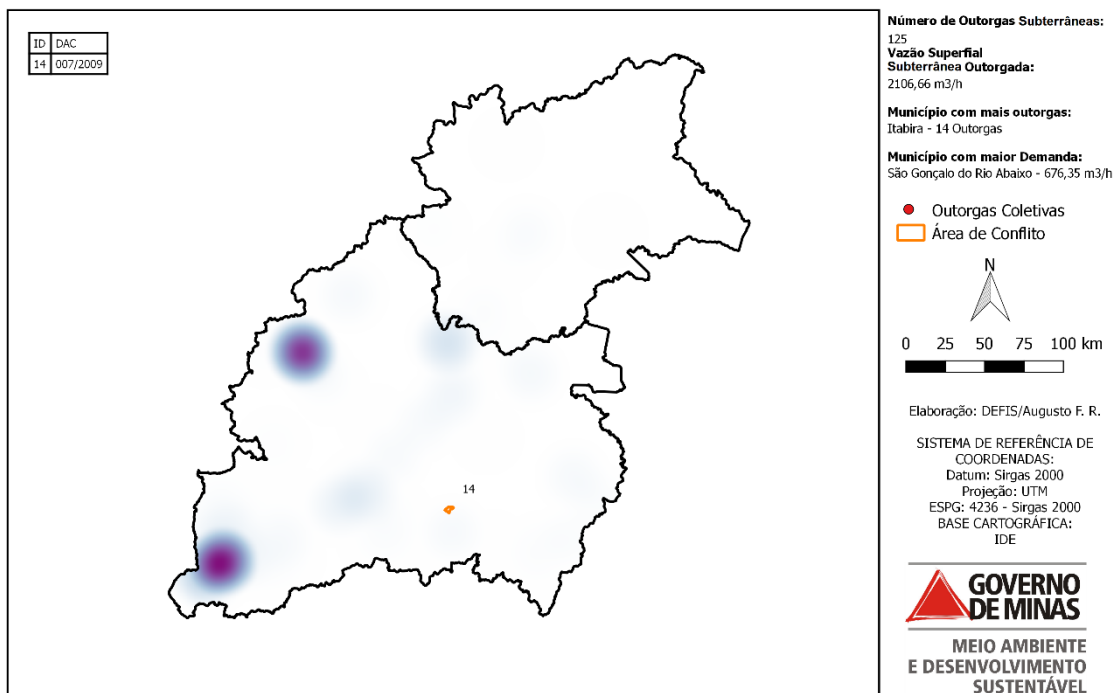 ID DAC
14 007/2009
14
Número de Outorgas Subterrâneas:
125
Vazão Superfial
Subterrânea Outorgada:
2106,66 m3/h
Município com mais outorgas:
Itabira - 14 Outorgas
Município com maior Demanda:
São Gonçalo do Rio Abaixo - 676,35 m3/h
Outorgas Coletivas
Área de Conflito
N
0 25 50 75 100 km
Elaboração: DEFIS/Augusto F. R.
SISTEMA DE REFERÊNCIA DE
COORDENADAS:
Datum: Sirgas 2000
Projeção: UTM
ESPG: 4236 - Sirgas 2000
BASE CARTOGRÁFICA:
IDE
GOVERNO
DE MINAS
MEIO AMBIENTE
E DESENVOLVIMENTO
SUSTENTÁVEL